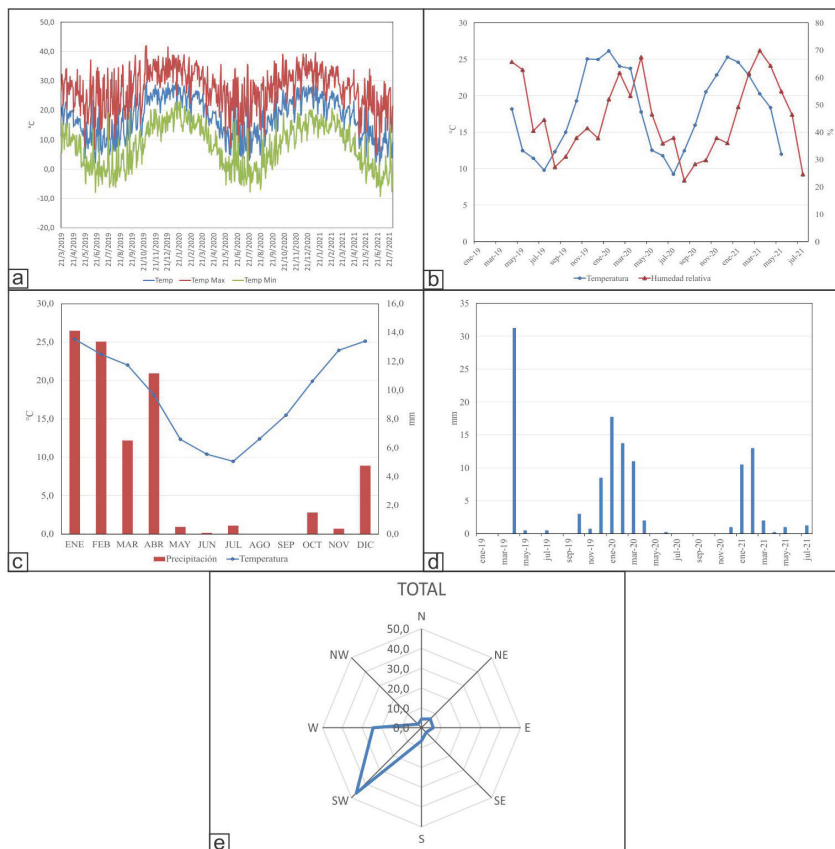 50,0
40,0
30,0
20,0
10,0
0,0
-10,0
-20,0
°C
21/3/2019
21/4/2019
21/5/2019
21/6/2019
21/7/2019
21/8/2019
21/9/2019
21/10/2019
21/11/2019
21/12/2019
21/1/2020
21/2/2020
21/3/2020
21/4/2020
21/5/2020
21/6/2020
21/7/2020
21/8/2020
21/9/2020
21/10/2020
21/11/2020
21/12/2020
21/1/2021
21/2/2021
21/3/2021
21/4/2021
21/5/2021
21/6/2021
21/7/2021
Temp Temp Max Temp Min
a
30
25
20
15
10
5
0
°C
80
70
60
50
40
30
20
10
0
%
ene-19
mar-19
may-19
jul-19
sep-19
nov-19
ene-20
mar-20
may-20
jul-20
sep-20
nov-20
ene-21
mar-21
may-21
jul-21
Temperatura Humedad relativa
b
30,0
25,0
20,0
15,0
10,0
5,0
0,0
°C
16,0
14,0
12,0
10,0
8,0
6,0
4,0
2,0
0,0
mm
ENE FEB MAR ABR MAY JUN JUL AGO SEP OCT NOV DIC
Precipitación Temperatura
c
35
30
25
20
15
10
5
0
mm
ene-19
mar-19
may-19
jul-19
sep-19
nov-19
ene-20
mar-20
may-20
jul-20
sep-20
nov-20
ene-21
mar-21
may-21
jul-21
d
TOTAL
N
50,0
40,0
30,0
20,0
10,0
0,0
NW
NE
W
E
SW
SE
S
e